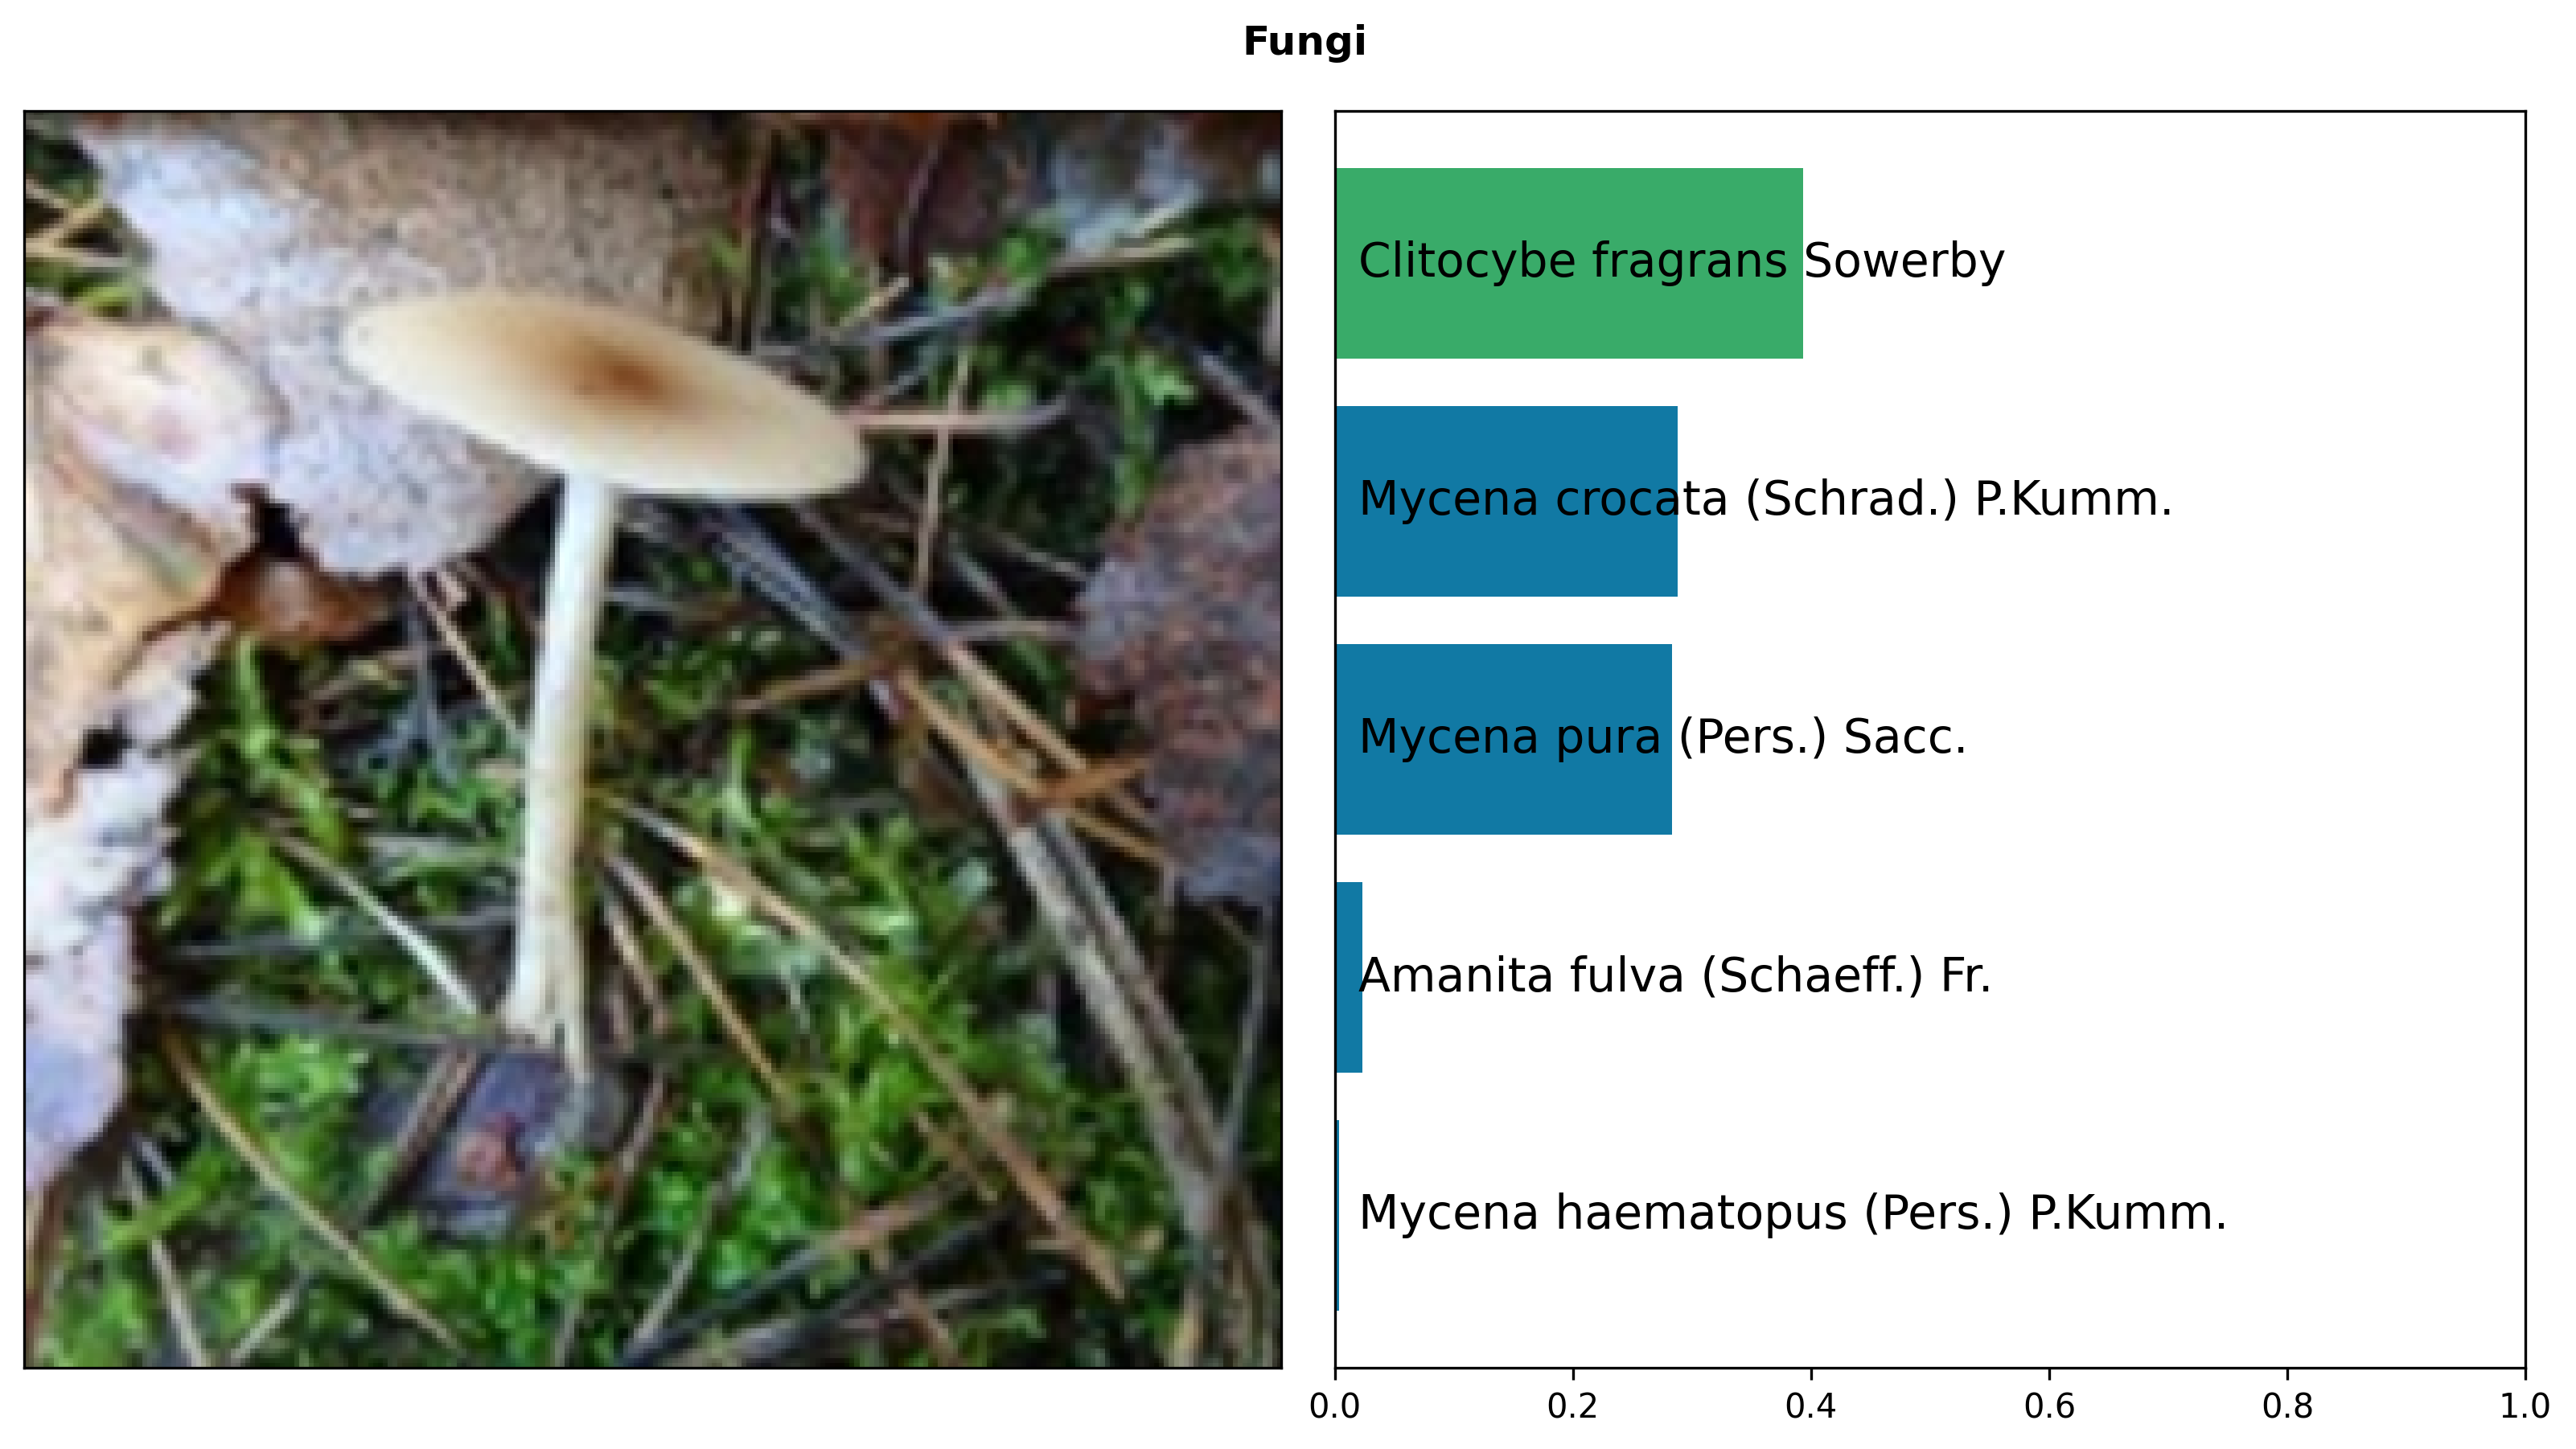 Fungi
Clitocybe fragrans Sowerby
Mycena crocata (Schrad.) P.Kumm.
Mycena pura (Pers.) Sacc.
Amanita fulva (Schaeff.) Fr.
Mycena haematopus (Pers.) P.Kumm.
0.0 0.2 0.4 0.6 0.8 1.0